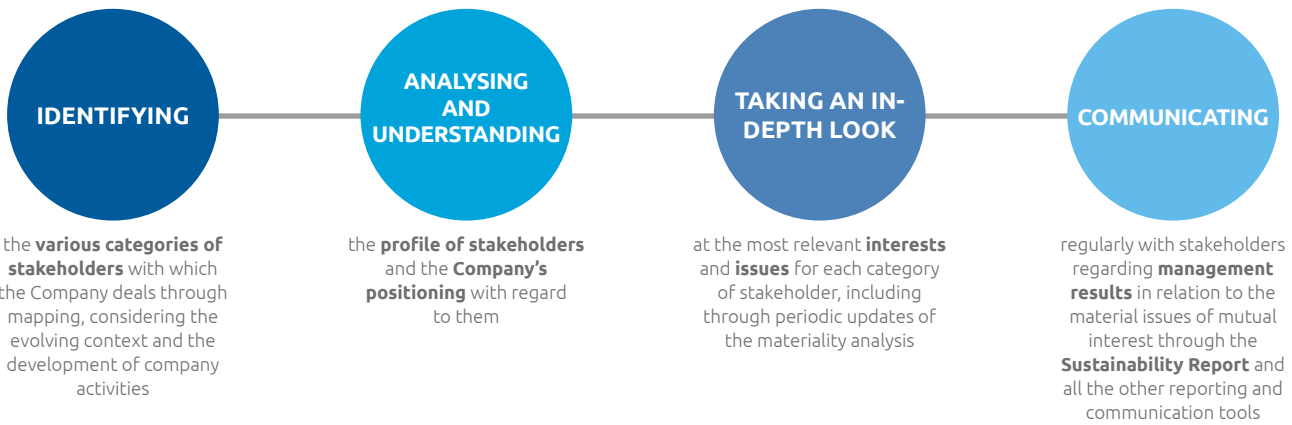 IDENTIFYING
the various categories of
stakeholders with which
the Company deals through
mapping, considering the
evolving context and the
development of company
activities
ANALYSING
AND
UNDERSTANDING
the profile of stakeholders
and the Company's
positioning with regard
to them
TAKING AN IN-
DEPTH LOOK
at the most relevant interests
and issues for each category
of stakeholder, including
through periodic updates of
the materiality analysis
COMMUNICATING
regularly with stakeholders
regarding management
results in relation to the
material issues of mutual
interest through the
Sustainability Report and
all the other reporting and
communication tools